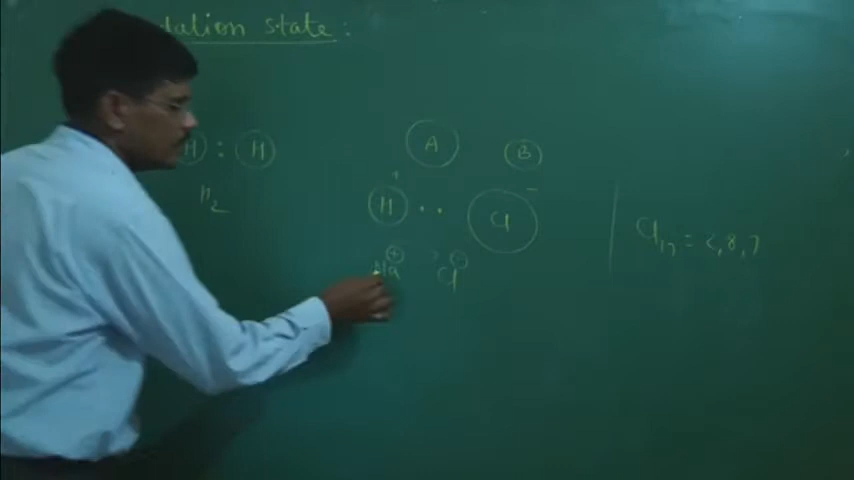 dation state :
H : H
H2
A B
+ -
H . . Cl
Cl17 = 2,8,7
+ -
Na Cl